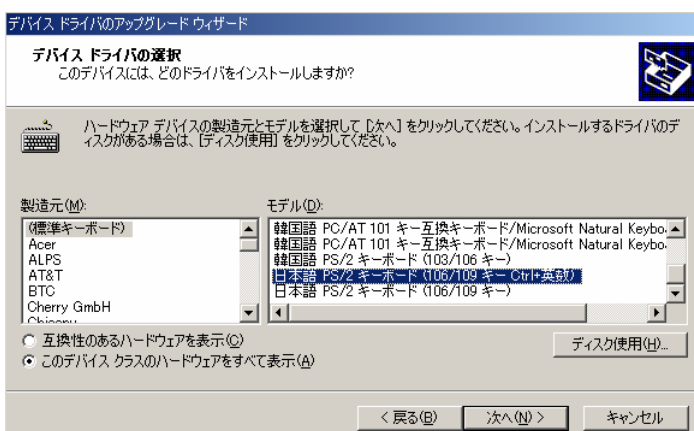 デバイス ドライバのアップグレード ウィザード
デバイス ドライバの選択
このデバイスには、どのドライバをインストールしますか?
ハードウェア デバイスの製造元とモデルを選択して [次へ] をクリックしてください。インストールするドライバのデ
ィスクがある場合は、[ディスク使用] をクリックしてください。
製造元(M):
モデル(D):
(標準キーボード)
Acer
ALPS
AT&T
BTC
Cherry GmbH
韓国語 PC/AT 101 キー互換キーボード/Microsoft Natural Keybo
韓国語 PC/AT 101 キー互換キーボード/Microsoft Natural Keybo
韓国語 PS/2 キーボード (103/106 キー)
日本語 PS/2 キーボード (106/109 キー Ctrl+英数)
日本語 PS/2 キーボード (106/109 キー)
互換性のあるハードウェアを表示(C)
このデバイス クラスのハードウェアをすべて表示(A)
ディスク使用(H)...
< 戻る(B)
次へ(N) >
キャンセル